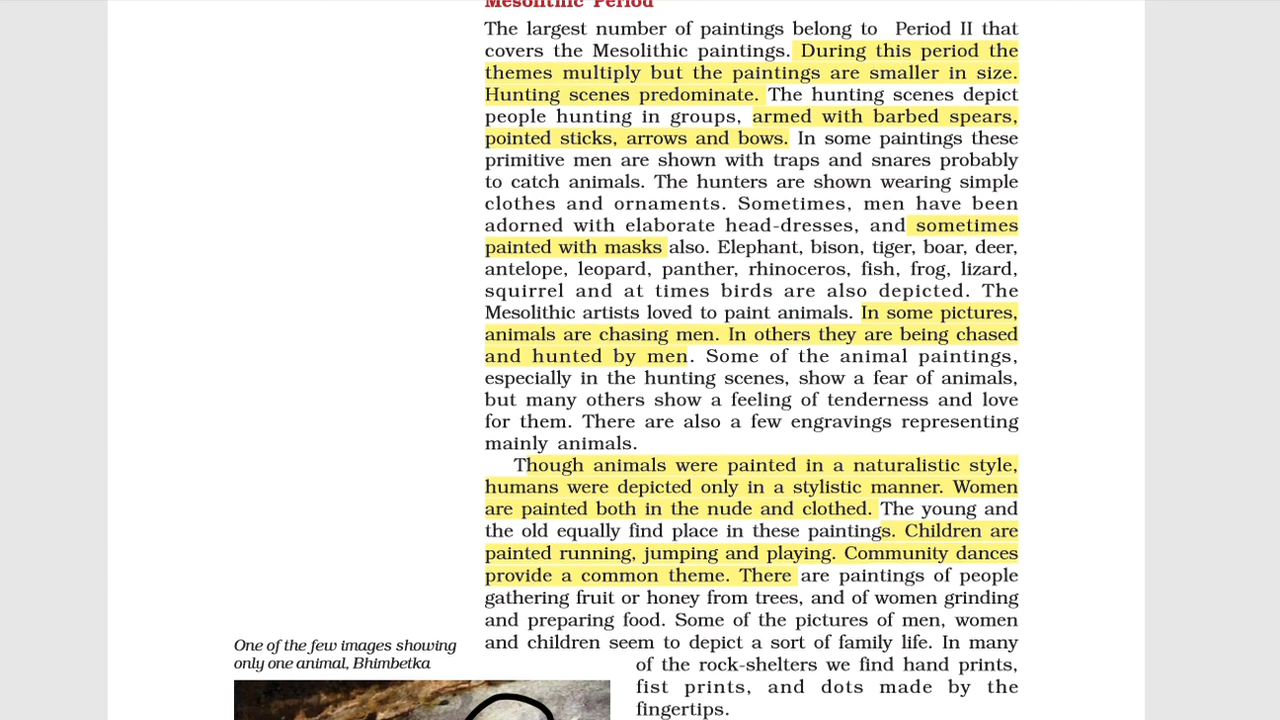 Mesolithic Period
The largest number of paintings belong to Period II that
covers the Mesolithic paintings. During this period the
themes multiply but the paintings are smaller in size.
Hunting scenes predominate. The hunting scenes depict
people hunting in groups, armed with barbed spears,
pointed sticks, arrows and bows. In some paintings these
primitive men are shown with traps and snares probably
to catch animals. The hunters are shown wearing simple
clothes and ornaments. Sometimes, men have been
adorned with elaborate head-dresses, and sometimes
painted with masks also. Elephant, bison, tiger, boar, deer,
antelope, leopard, panther, rhinoceros, fish, frog, lizard,
squirrel and at times birds are also depicted. The
Mesolithic artists loved to paint animals. In some pictures,
animals are chasing men. In others they are being chased
and hunted by men. Some of the animal paintings,
especially in the hunting scenes, show a fear of animals,
but many others show a feeling of tenderness and love
for them. There are also a few engravings representing
mainly animals.
Though animals were painted in a naturalistic style,
humans were depicted only in a stylistic manner. Women
are painted both in the nude and clothed. The young and
the old equally find place in these paintings. Children are
painted running, jumping and playing. Community dances
provide a common theme. There are paintings of people
gathering fruit or honey from trees, and of women grinding
and preparing food. Some of the pictures of men, women
and children seem to depict a sort of family life. In many
of the rock-shelters we find hand prints,
fist prints, and dots made by the
fingertips.
One of the few images showing
only one animal, Bhimbetka